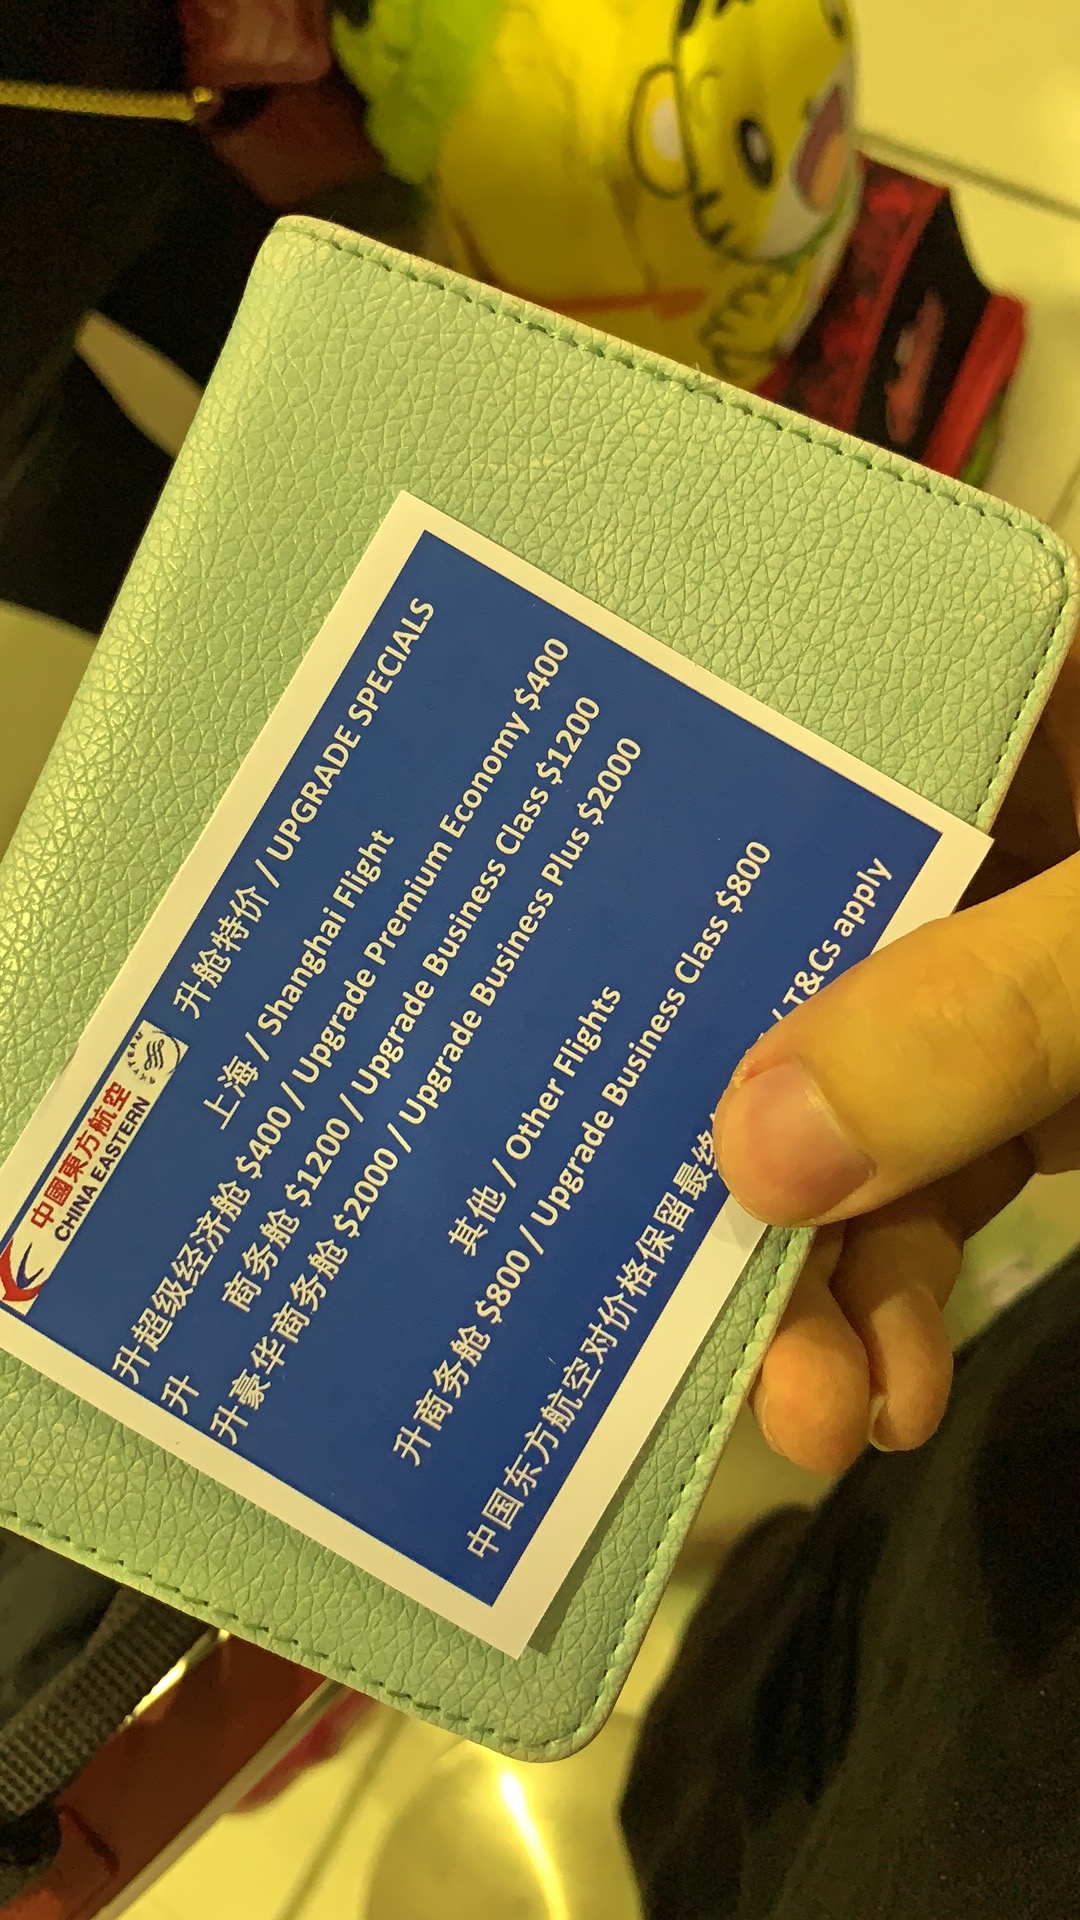 中國東方航空
CHINA EASTERN
SKYTEAM
升舱特价 / UPGRADE SPECIALS
上海 / Shanghai Flight
升超级经济舱 $400 / Upgrade Premium Economy $400
升商务舱 $1200 / Upgrade Business Class $1200
升豪华商务舱 $2000 / Upgrade Business Plus $2000
其他 / Other Flights
升商务舱 $800 / Upgrade Business Class $800
中国东方航空对价格保留最终 / T&Cs apply